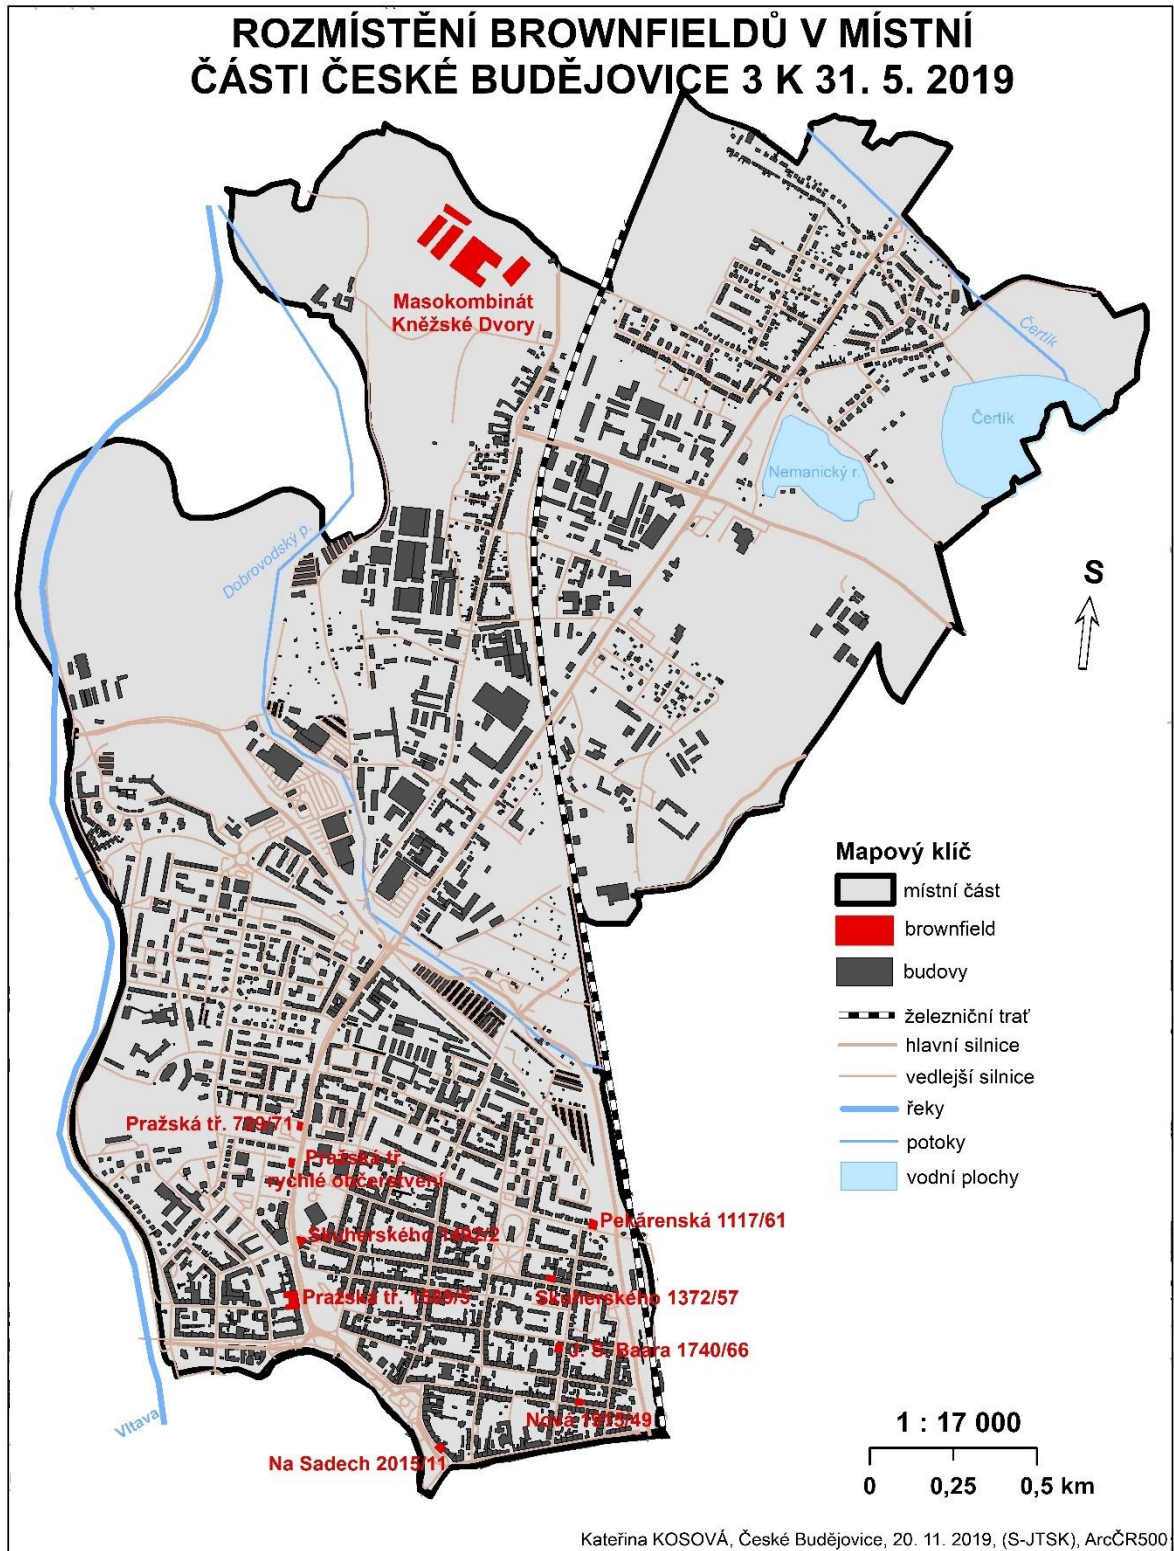 ROZMÍSTĚNÍ BROWNFIELDŮ V MÍSTNÍ
ČÁSTI ČESKÉ BUDĚJOVICE 3 K 31. 5. 2019
Masokombinát
Kněžské Dvory
Čertík
Čertík
Nemanický r.
Dobrovodský p.
S
Mapový klíč
místní část
brownfield
budovy
železniční trať
hlavní silnice
vedlejší silnice
řeky
potoky
vodní plochy
Pražská tř. 729/71
Pražská tř.
rychlé občerstvení
Pekárenská 1117/61
Skuherského 1492/2
Skuherského 1372/57
Pražská tř.
J. Š. Baara 1740/66
Nová 1915/49
Na Sadech 2015/11
Vltava
1 : 17 000
0 0,25 0,5 km
Kateřina KOSOVÁ, České Budějovice, 20. 11. 2019, (S-JTSK), ArcČR500